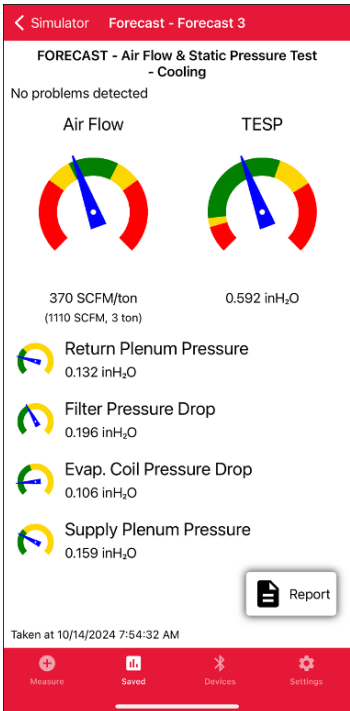 Simulator Forecast - Forecast 3
FORECAST - Air Flow & Static Pressure Test
- Cooling
No problems detected
Air Flow TESP
370 SCFM/ton 0.592 inH₂O
(1110 SCFM, 3 ton)
Return Plenum Pressure
0.132 inH₂O
Filter Pressure Drop
0.196 inH₂O
Evap. Coil Pressure Drop
0.106 inH₂O
Supply Plenum Pressure
0.159 inH₂O
Report
Taken at 10/14/2024 7:54:32 AM
Measure Saved Devices Settings